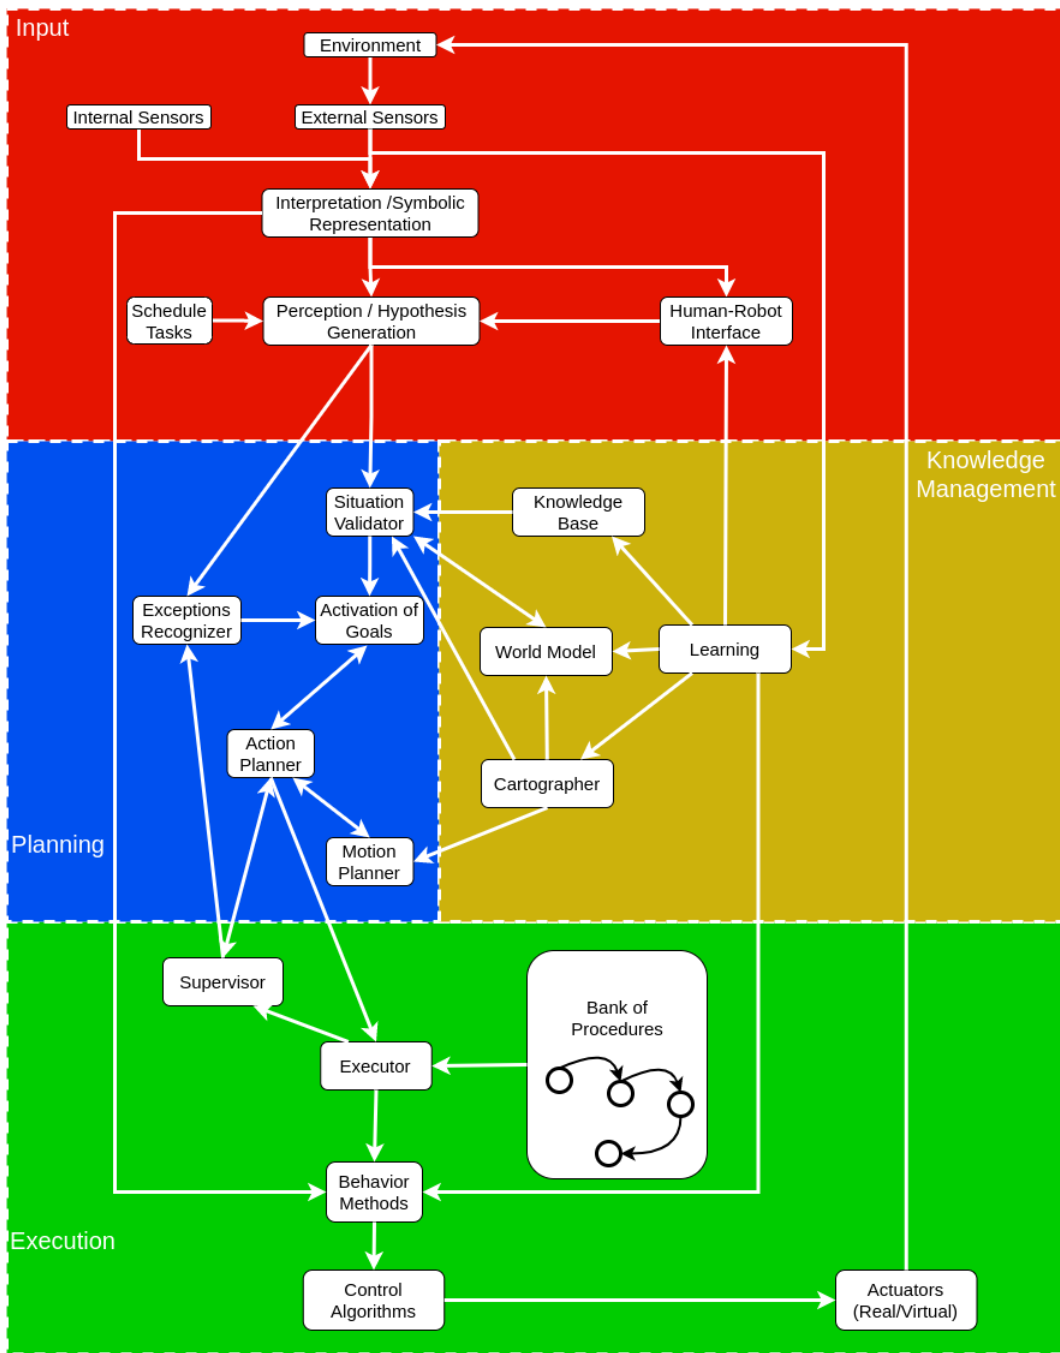 Input
Environment
Internal Sensors
External Sensors
Interpretation /Symbolic
Representation
Schedule
Tasks
Perception / Hypothesis
Generation
Human-Robot
Interface
Knowledge
Management
Situation
Validator
Knowledge
Base
Exceptions
Recognizer
Activation of
Goals
World Model
Learning
Action
Planner
Cartographer
Planning
Motion
Planner
Supervisor
Bank of
Procedures
Executor
Behavior
Methods
Execution
Control
Algorithms
Actuators
(Real/Virtual)